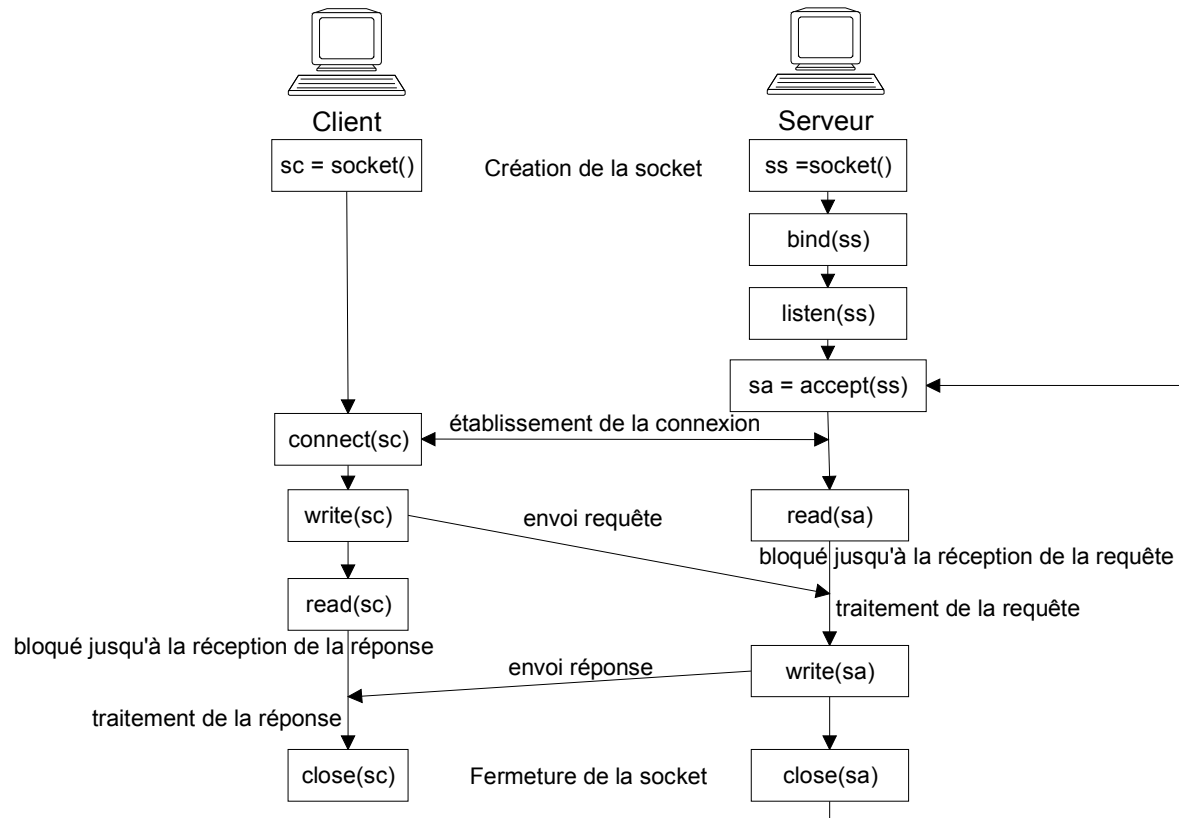 Client
Serveur
sc = socket()
Création de la socket
ss =socket()
bind(ss)
listen(ss)
sa = accept(ss)
établissement de la connexion
connect(sc)
write(sc)
envoi requête
read(sa)
bloqué jusqu'à la réception de la requête
read(sc)
traitement de la requête
bloqué jusqu'à la réception de la réponse
envoi réponse
write(sa)
traitement de la réponse
close(sc)
Fermeture de la socket
close(sa)